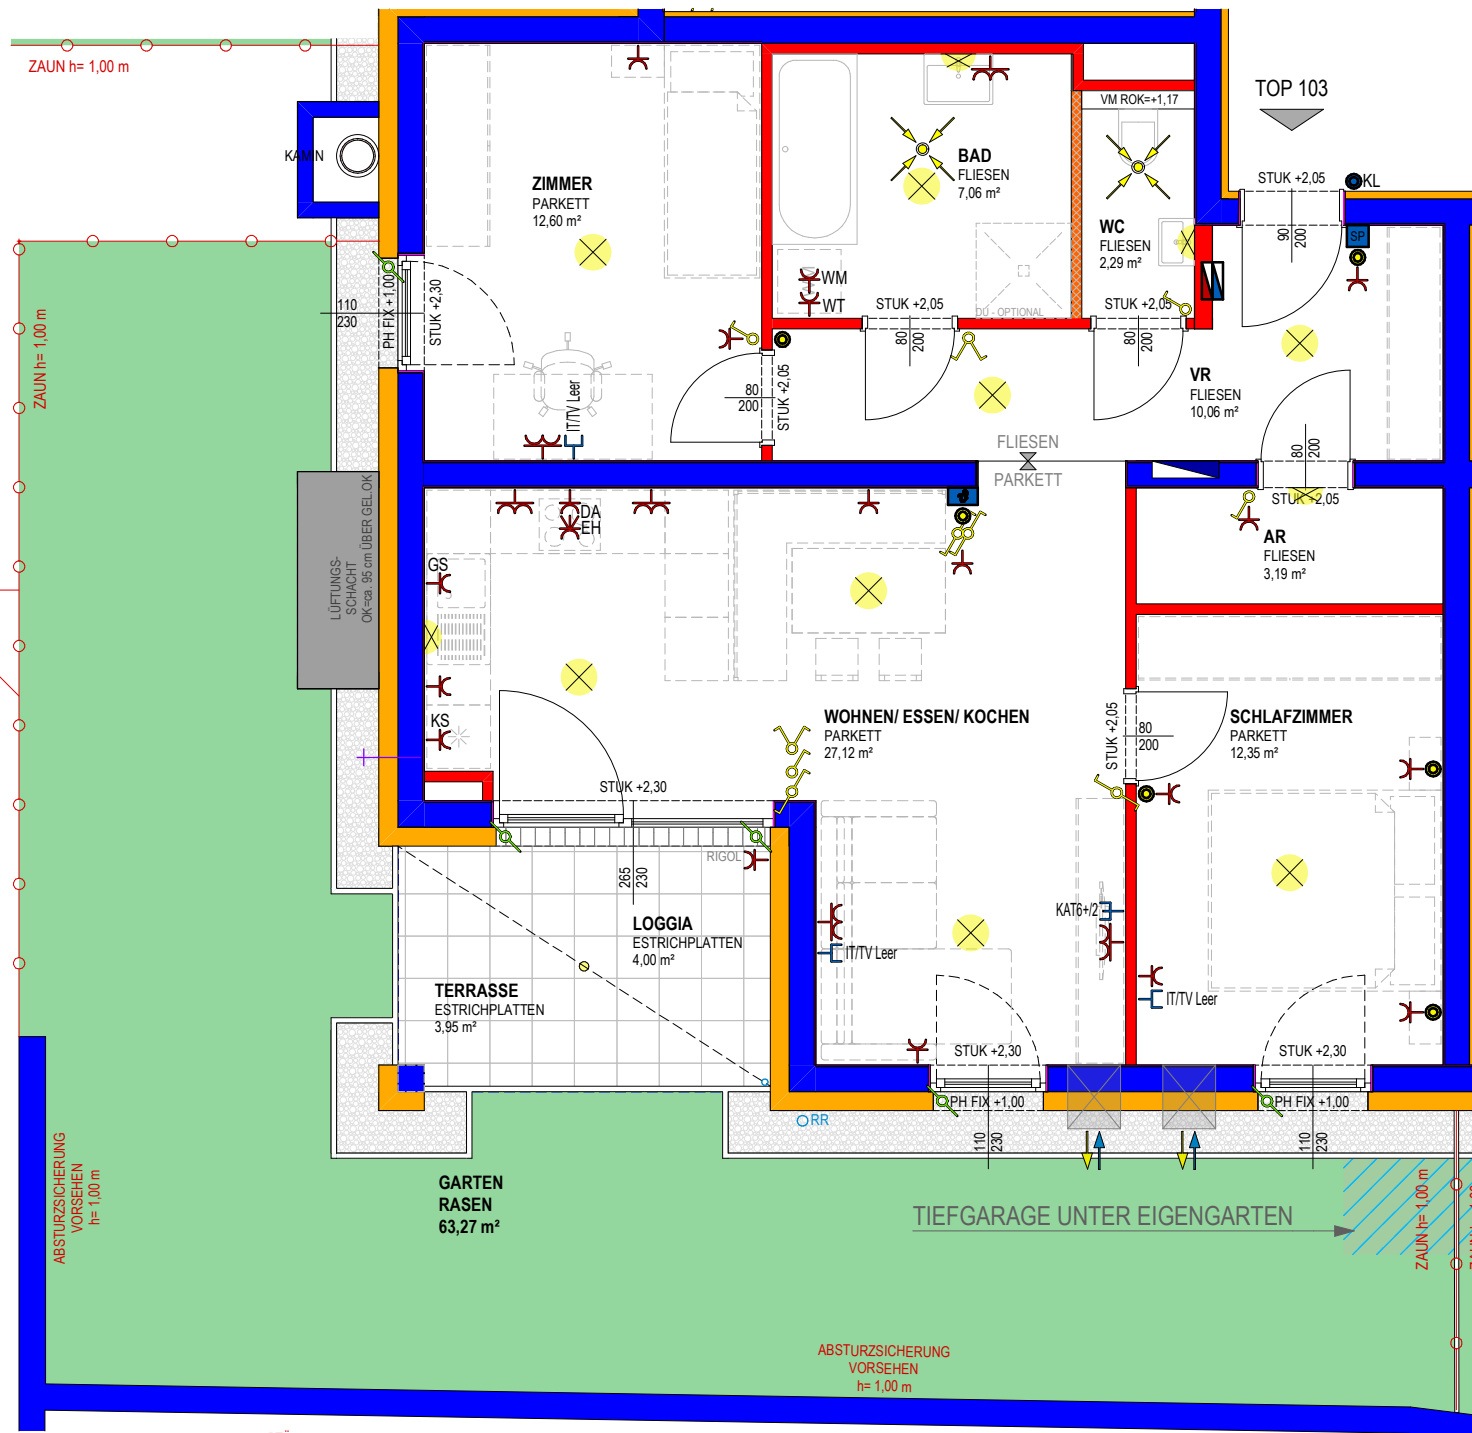 ZAUN h= 1,00 m
KAMIN
TOP 103
VM ROK=+1,17
STUK +2,05
KL
90
200
SP
ZIMMER
PARKETT
12,60 m²
BAD
FLIESEN
7,06 m²
WC
FLIESEN
2,29 m²
WM
WT
DU - OPTIONAL
STUK +2,05
80
200
STUK +2,05
80
200
110
230
PH FIX +1,00
STUK +2,30
ZAUN h= 1,00 m
IT/TV Leer
80
200
STUK +2,05
VR
FLIESEN
10,06 m²
FLIESEN
PARKETT
80
200
STUK +2,05
LÜFTUNGS-
SCHACHT
OK=ca. 95 cm ÜBER GEL.OK
DA
EH
GS
KS
AR
FLIESEN
3,19 m²
WOHNEN/ ESSEN/ KOCHEN
PARKETT
27,12 m²
STUK +2,05
80
200
SCHLAFZIMMER
PARKETT
12,35 m²
STUK +2,30
RIGOL
265
230
LOGGIA
ESTRICHPLATTEN
4,00 m²
TERRASSE
ESTRICHPLATTEN
3,95 m²
IT/TV Leer
KAT6+/2
IT/TV Leer
STUK +2,30
STUK +2,30
PH FIX +1,00
PH FIX +1,00
RR
110
230
110
230
GARTEN
RASEN
63,27 m²
TIEFGARAGE UNTER EIGENGARTEN
ZAUN h= 1,00 m
ABSTURZSICHERUNG
VORSEHEN
h= 1,00 m
ABSTURZSICHERUNG
VORSEHEN
h= 1,00 m